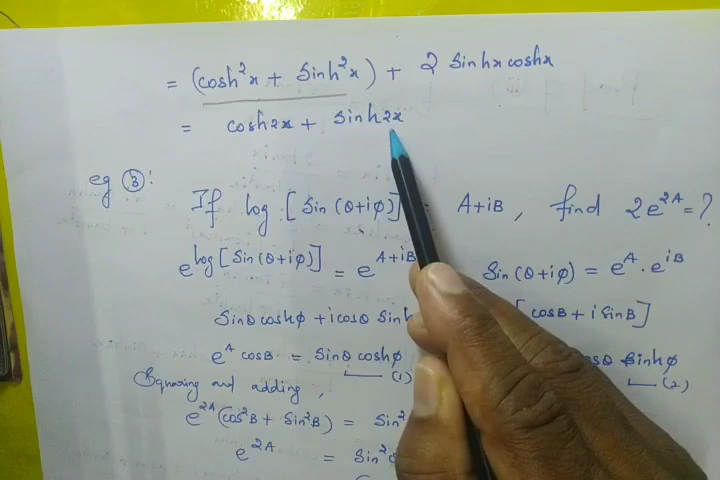 = (cosh²x + Sinh²x) + 2 sinhx coshx
= cosh2x + sinh2x
eg ③:
If log [Sin (θ+iφ)] = A+iB, find 2e^{2A} = ?
e^{log [Sin (θ+iφ)]} = e^{A+iB} Sin (θ+iφ) = e^A . e^{iB}
Sinθ coshφ + i cosθ Sinh [cosB + i SinB]
e^A cosB = Sinθ coshφ (1) Sinhφ (2)
Squaring and adding,
e^{2A} (cos²B + Sin²B) = Sin²
e^{2A} = Sin²